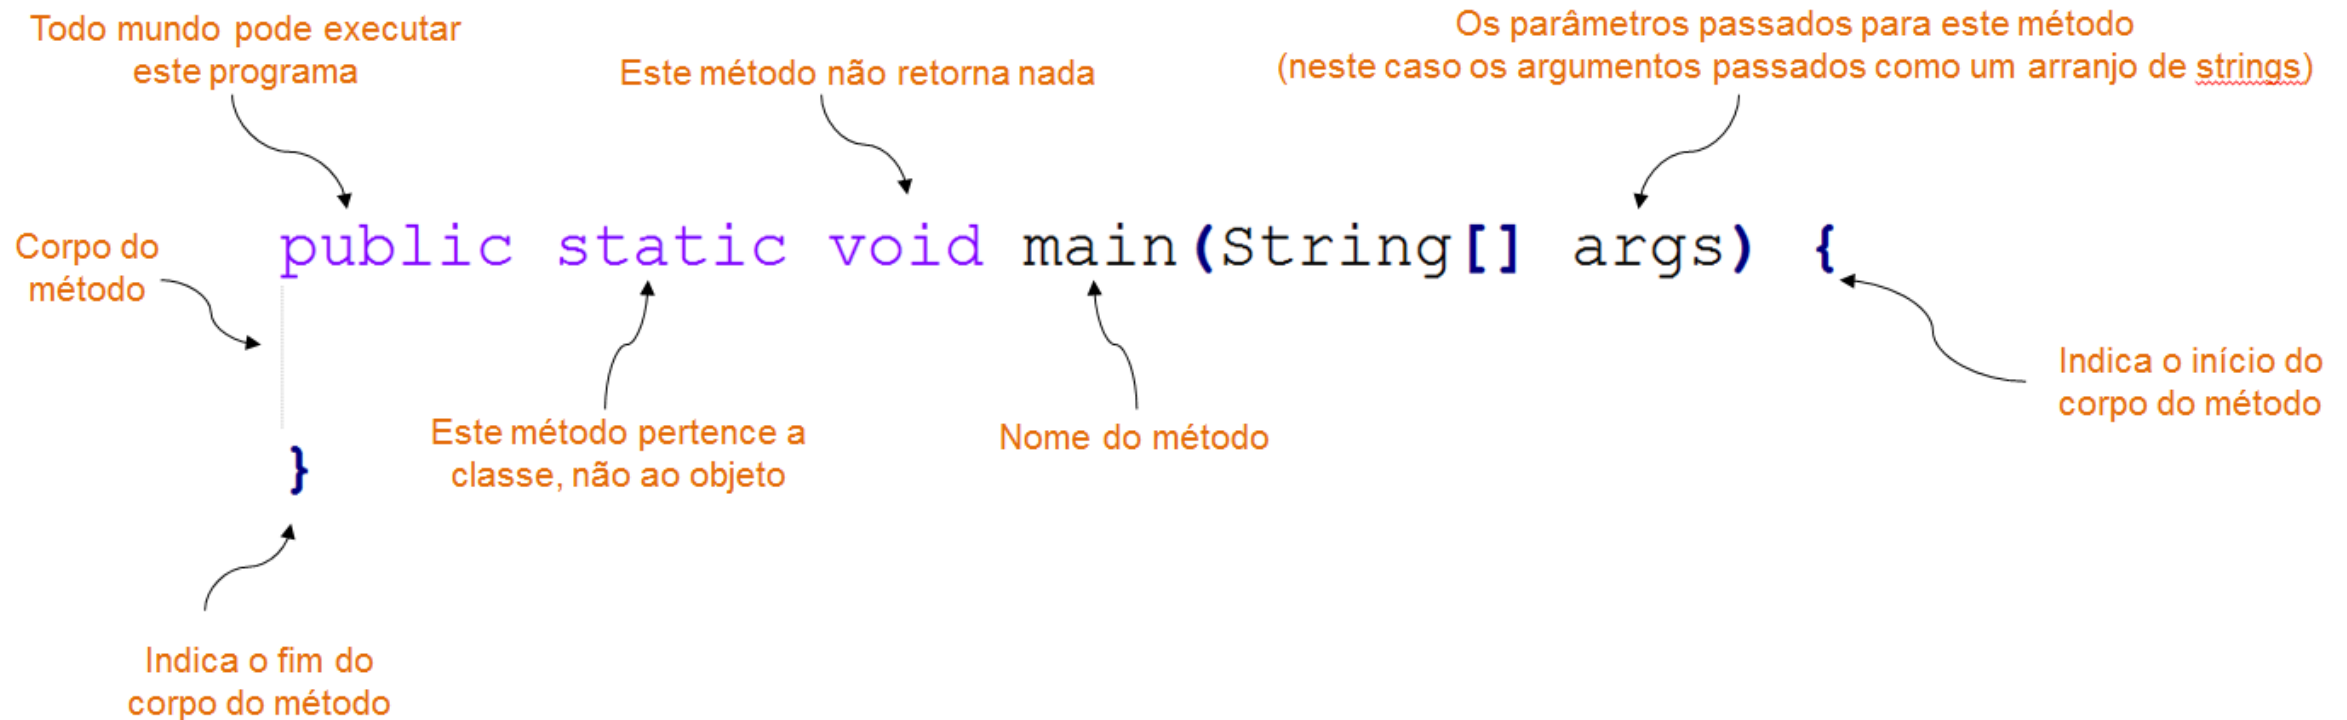 Todo mundo pode executar
este programa
Este método não retorna nada
Os parâmetros passados para este método
(neste caso os argumentos passados como um arranjo de strings)
Corpo do
método
public static void main(String[] args) {
Indica o início do
corpo do método
Este método pertence a
classe, não ao objeto
Nome do método
}
Indica o fim do
corpo do método